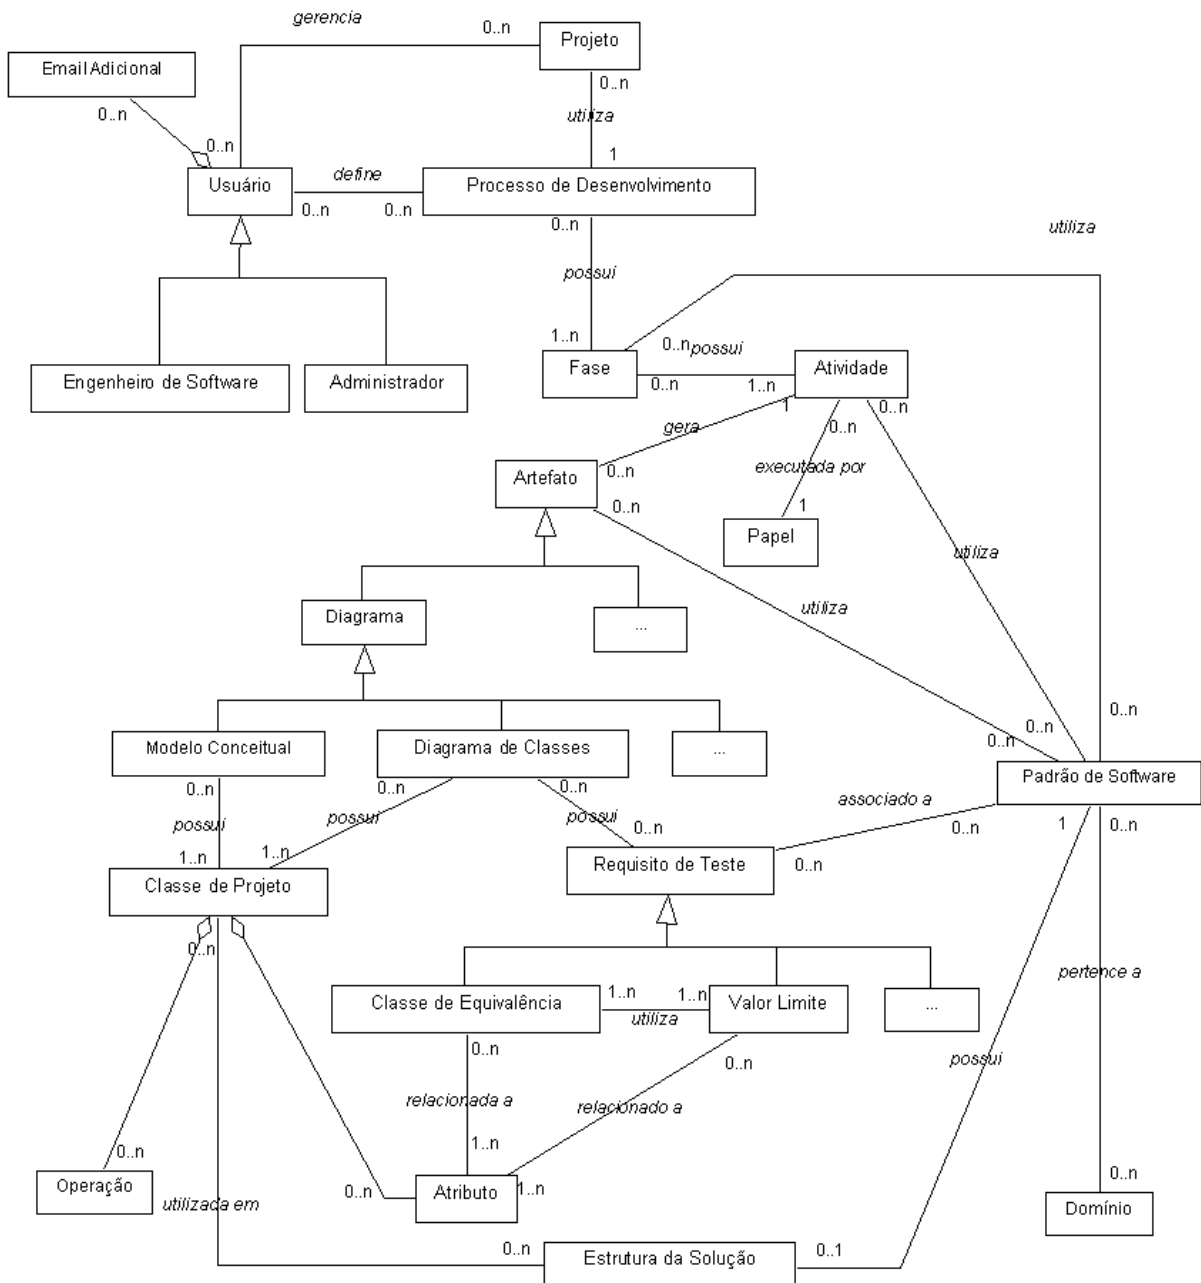 gerencia
0..n
Projeto
Email Adicional
0..n
0..n
utiliza
0..n
0..n
1
Usuário
define
Processo de Desenvolvimento
0..n
0..n
0..n
utiliza
possui
1..n
0..n
possui
Fase
Atividade
0..n
1..n
Engenheiro de Software
Administrador
1
0..n
gera
0..n
executada por
0..n
Artefato
0..n
1
Papel
utiliza
utiliza
Diagrama
...
0..n
0..n
0..n
Modelo Conceitual
Diagrama de Classes
...
Padrão de Software
0..n
0..n
0..n
associado a
possui
possui
possui
0..n
0..n
1
0..n
1..n
1..n
0..n
Requisito de Teste
Classe de Projeto
0..n
pertence a
Classe de Equivalência
1..n
1..n
Valor Limite
...
utiliza
0..n
0..n
possui
relacionada a
relacionado a
1..n
0..n
Operação
0..n
Atributo
1..n
0..n
Domínio
utilizada em
0..n
Estrutura da Solução
0..1